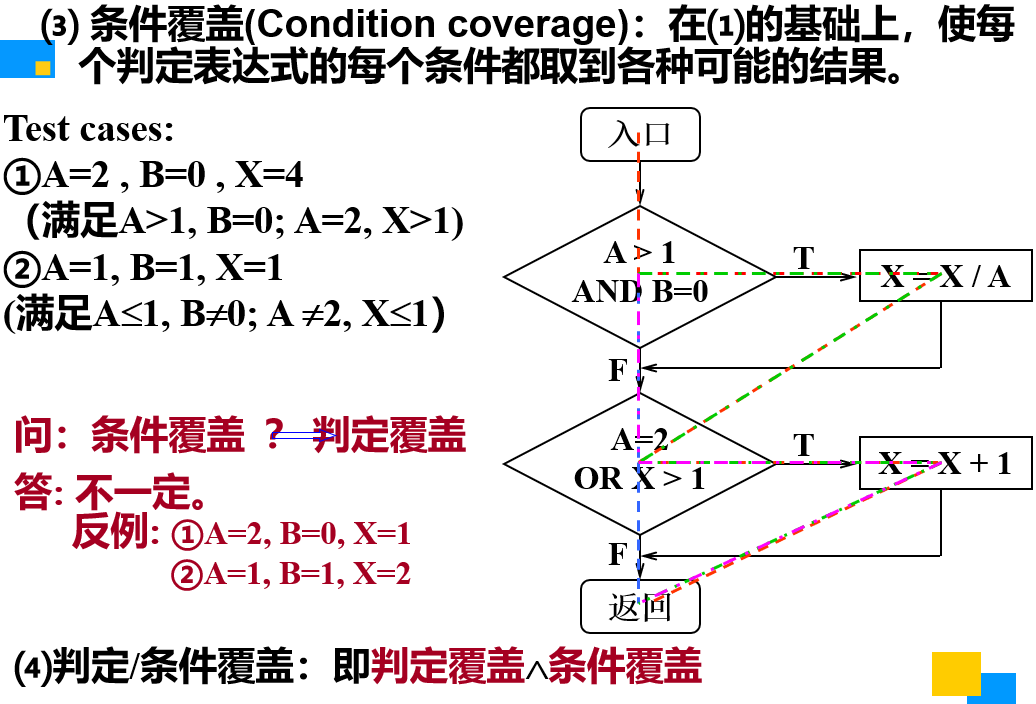 ⑶ 条件覆盖(Condition coverage)：在⑴的基础上，使每
个判定表达式的每个条件都取到各种可能的结果。
Test cases:
①A=2 , B=0 , X=4
（满足A>1, B=0; A=2, X>1)
②A=1, B=1, X=1
(满足A≤1, B≠0; A ≠2, X≤1）
问：条件覆盖 ？ 判定覆盖
答: 不一定。
反例: ①A=2, B=0, X=1
②A=1, B=1, X=2
⑷判定/条件覆盖：即判定覆盖∧条件覆盖
入口
A > 1
AND B=0
T
X = X / A
F
A=2
OR X > 1
T
X = X + 1
F
返回